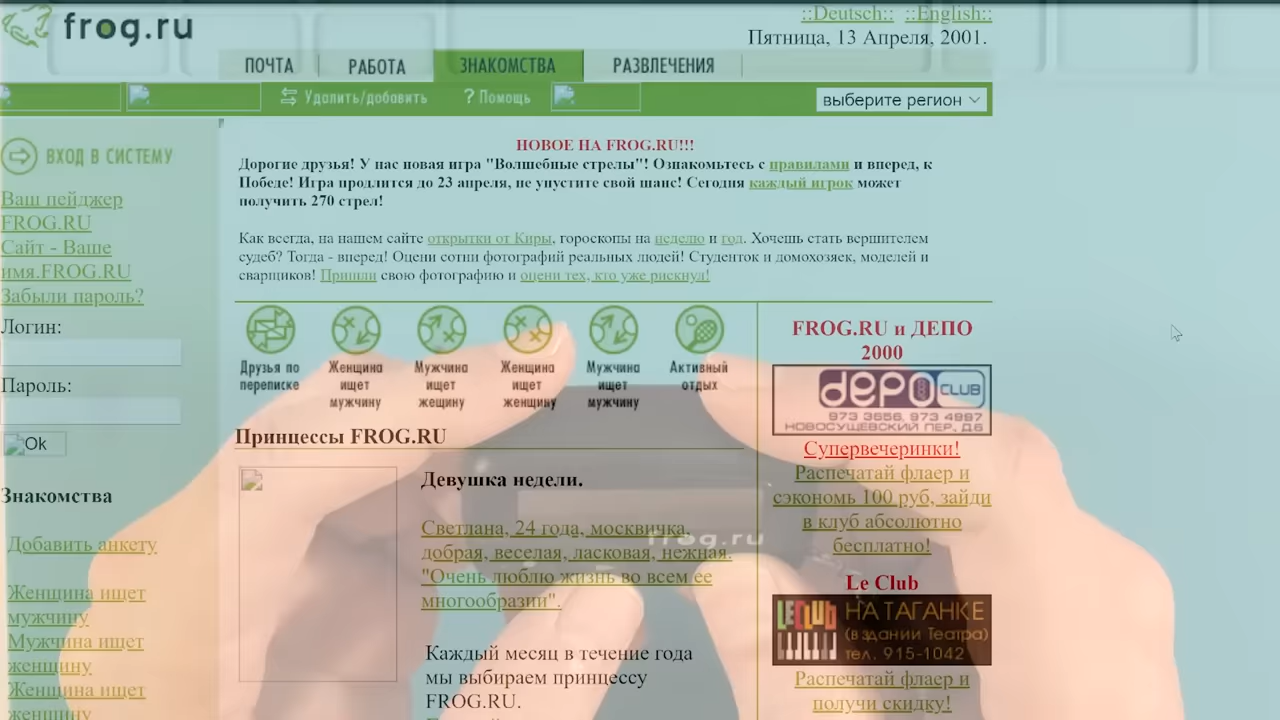 frog.ru
::Deutsch:: ::English::
Пятница, 13 Апреля, 2001.
ПОЧТА
РАБОТА
ЗНАКОМСТВА
РАЗВЛЕЧЕНИЯ
Удалить/добавить
? Помощь
выберите регион
ВХОД В СИСТЕМУ
Ваш пейджер
FROG.RU
Сайт - Ваше
имя.FROG.RU
Забыли пароль?
Логин:
Пароль:
Ok
Знакомства
Добавить анкету
Женщина ищет
мужчину
Мужчина ищет
женщину
Женщина ищет
женщину
НОВОЕ НА FROG.RU!!!
Дорогие друзья! У нас новая игра "Волшебные стрелы"! Ознакомьтесь с правилами и вперед, к
Победе! Игра продлится до 23 апреля, не упустите свой шанс! Сегодня каждый игрок может
получить 270 стрел!
Как всегда, на нашем сайте открытки от Киры, гороскопы на неделю и год. Хочешь стать вершителем
судеб? Тогда - вперед! Оцени сотни фотографий реальных людей! Студенток и домохозяек, моделей и
сварщиков! Пришли свою фотографию и оцени тех, кто уже рискнул!
Друзья по
переписке
Женщина
ищет
мужчину
Мужчина
ищет
жещину
Женщина
ищет
женщину
Мужчина
ищет
мужчину
Активный
отдых
Принцессы FROG.RU
Девушка недели.
Светлана, 24 года, москвичка,
добрая, веселая, ласковая, нежная.
"Очень люблю жизнь во всем ее
многообразии".
frog.ru
Каждый месяц в течение года
мы выбираем принцессу
FROG.RU.
FROG.RU и ДЕПО
2000
depo CLUB
973 3656, 973 4997
НОВОСУЩЕВСКИЙ ПЕР, Д.6
Супервечеринки!
Распечатай флаер и
сэкономь 100 руб, зайди
в клуб абсолютно
бесплатно!
Le Club
LE CLUB НА ТАГАНКЕ
(в здании Театра)
тел. 915-1042
Распечатай флаер и
получи скидку!